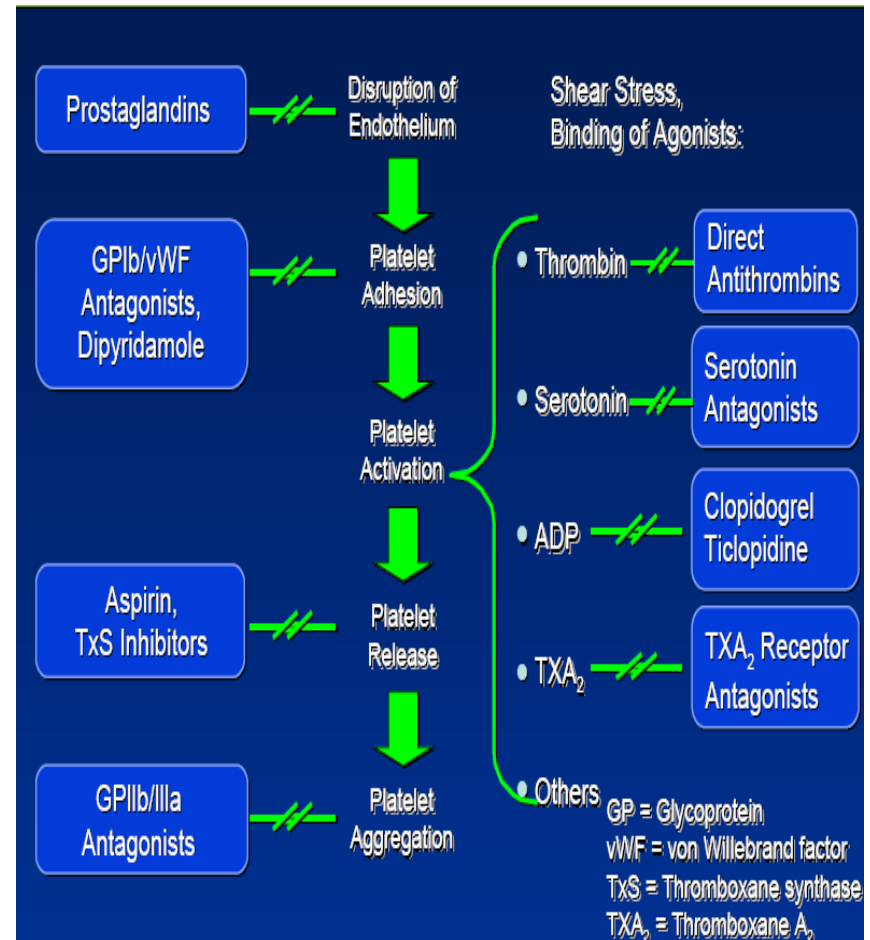 Prostaglandins
Disruption of
Endothelium
Shear Stress,
Binding of Agonists:
GPIb/vWF
Antagonists,
Dipyridamole
Platelet
Adhesion
• Thrombin
Direct
Antithrombins
• Serotonin
Serotonin
Antagonists
Platelet
Activation
• ADP
Clopidogrel
Ticlopidine
Aspirin,
TxS Inhibitors
Platelet
Release
• TXA₂
TXA₂ Receptor
Antagonists
GPIIb/IIIa
Antagonists
Platelet
Aggregation
• Others
GP = Glycoprotein
vWF = von Willebrand factor
TxS = Thromboxane synthase
TXA₂ = Thromboxane A₂